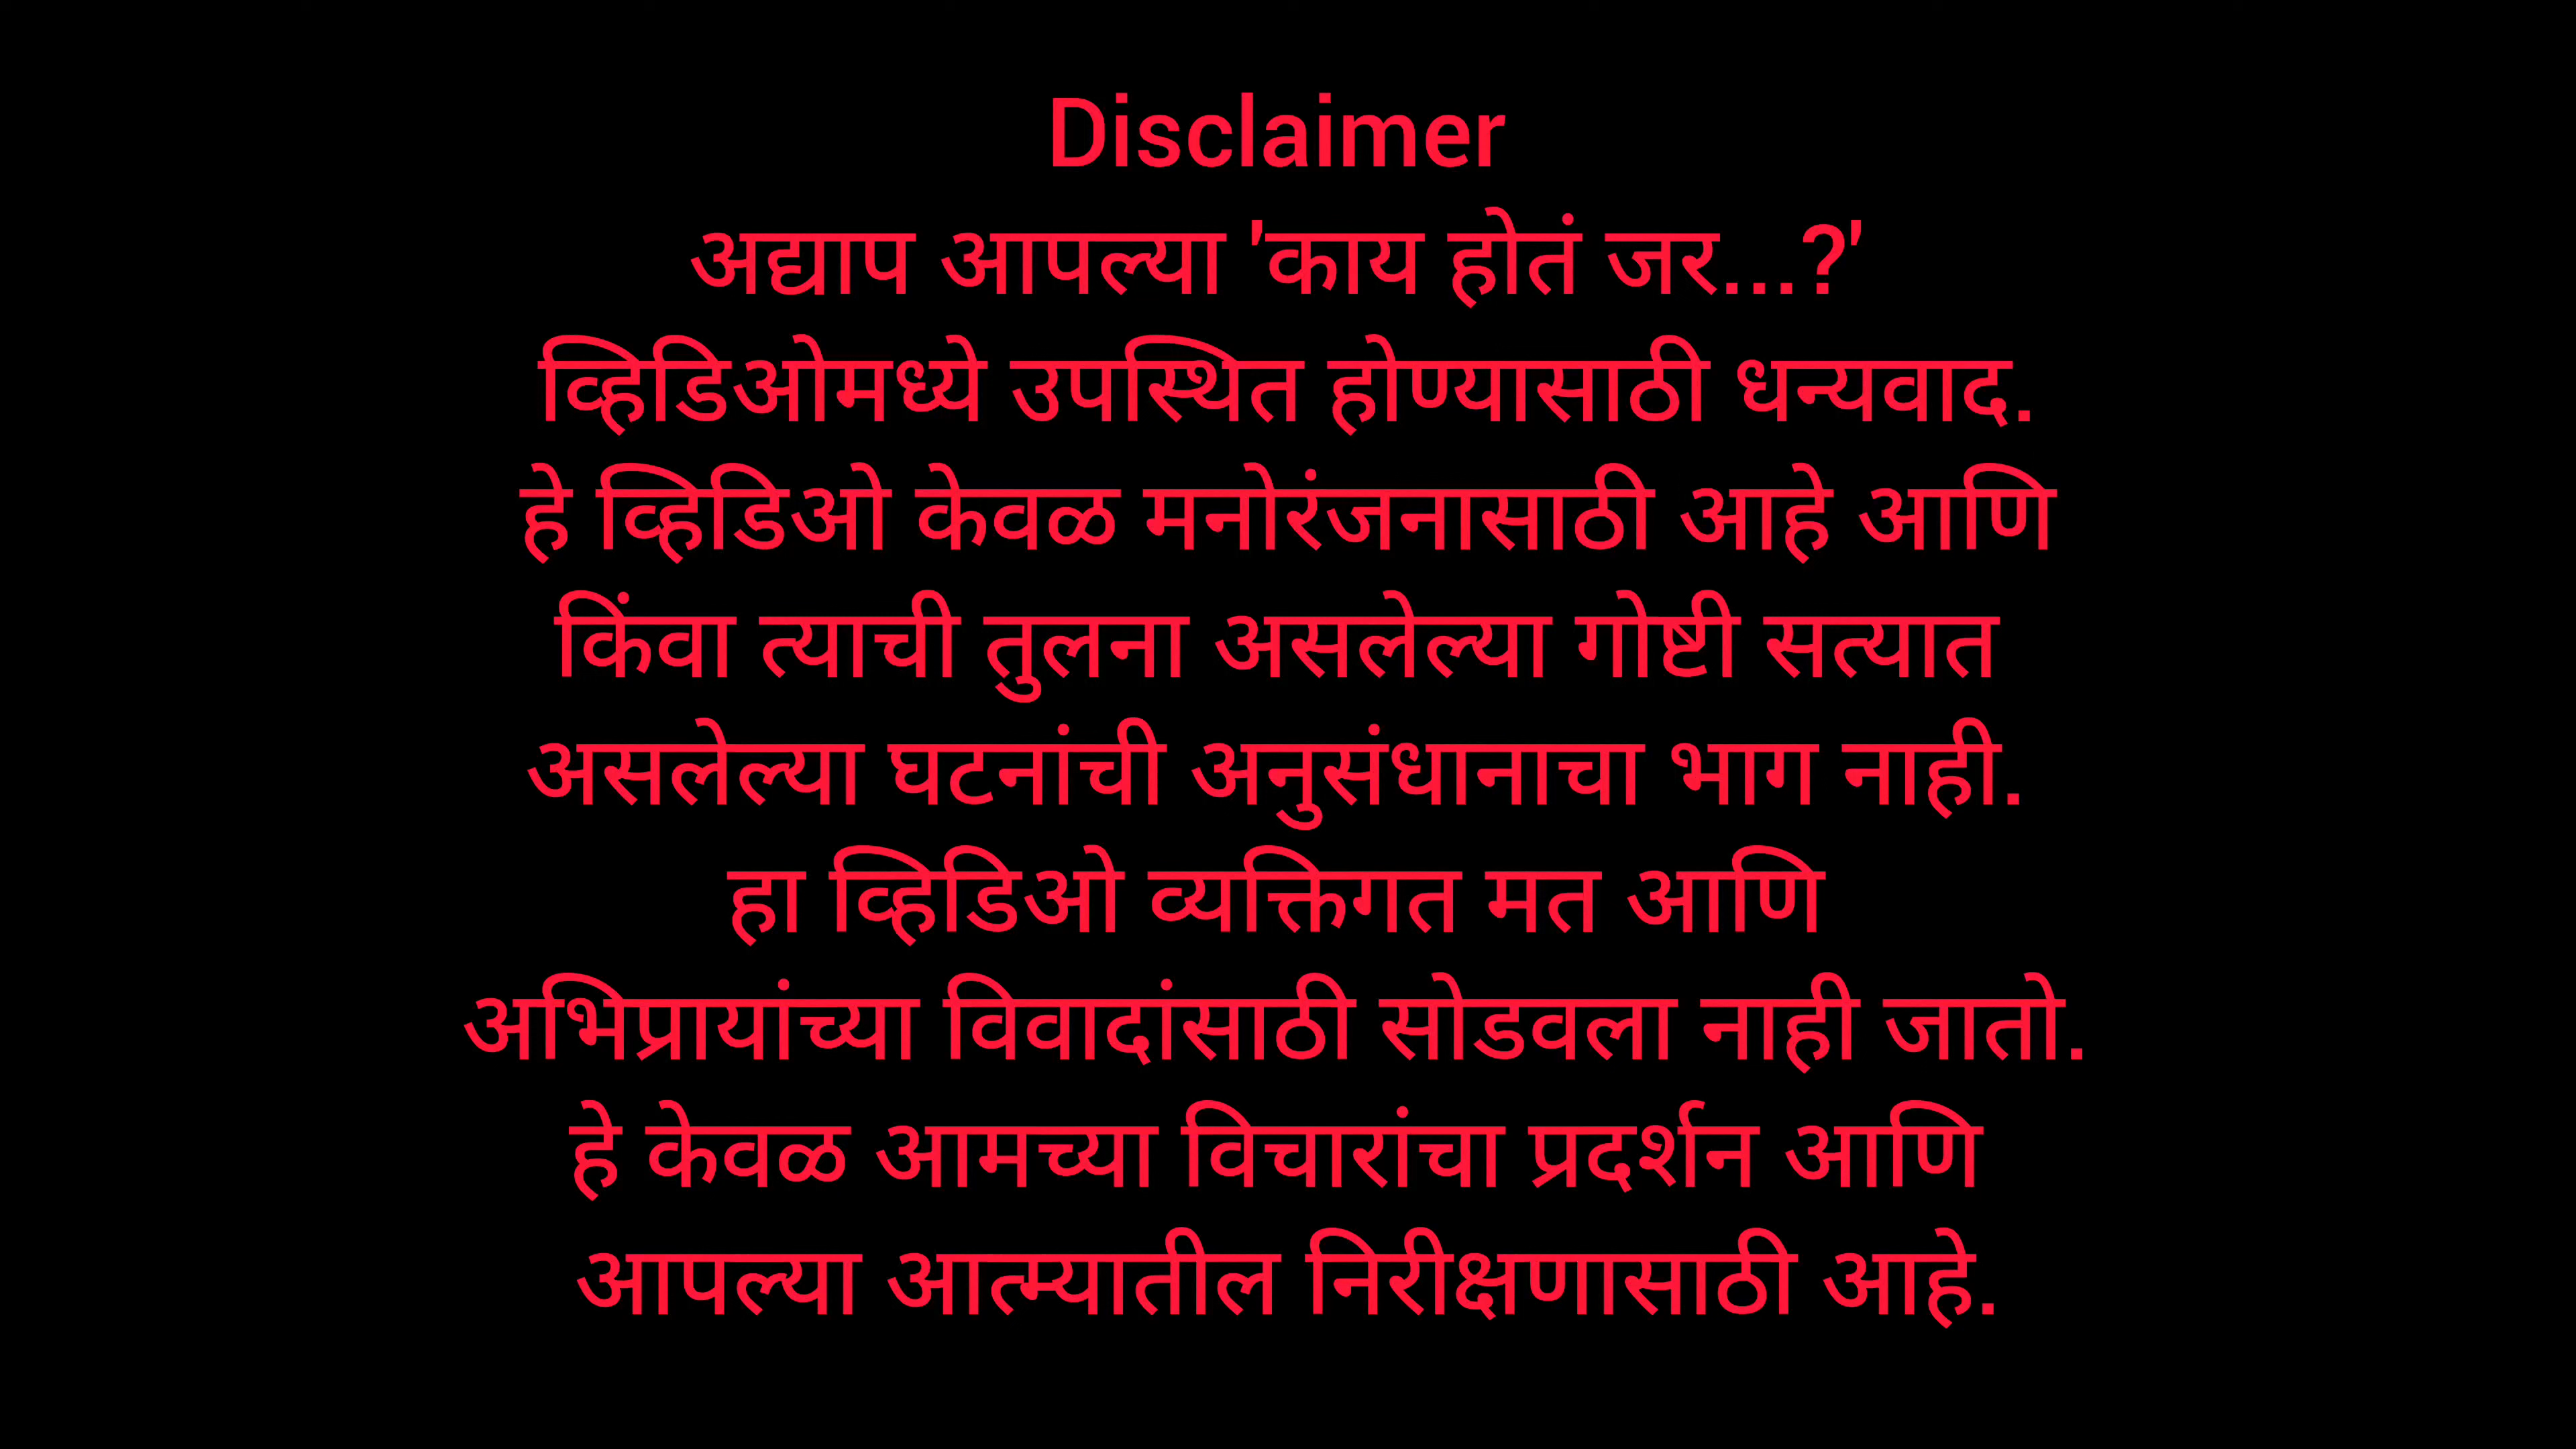 Disclaimer
अद्याप आपल्या 'काय होतं जर...?'
व्हिडिओमध्ये उपस्थित होण्यासाठी धन्यवाद.
हे व्हिडिओ केवळ मनोरंजनासाठी आहे आणि
किंवा त्याची तुलना असलेल्या गोष्टी सत्यात
असलेल्या घटनांची अनुसंधानाचा भाग नाही.
हा व्हिडिओ व्यक्तिगत मत आणि
अभिप्रायांच्या विवादांसाठी सोडवला नाही जातो.
हे केवळ आमच्या विचारांचा प्रदर्शन आणि
आपल्या आत्म्यातील निरीक्षणासाठी आहे.